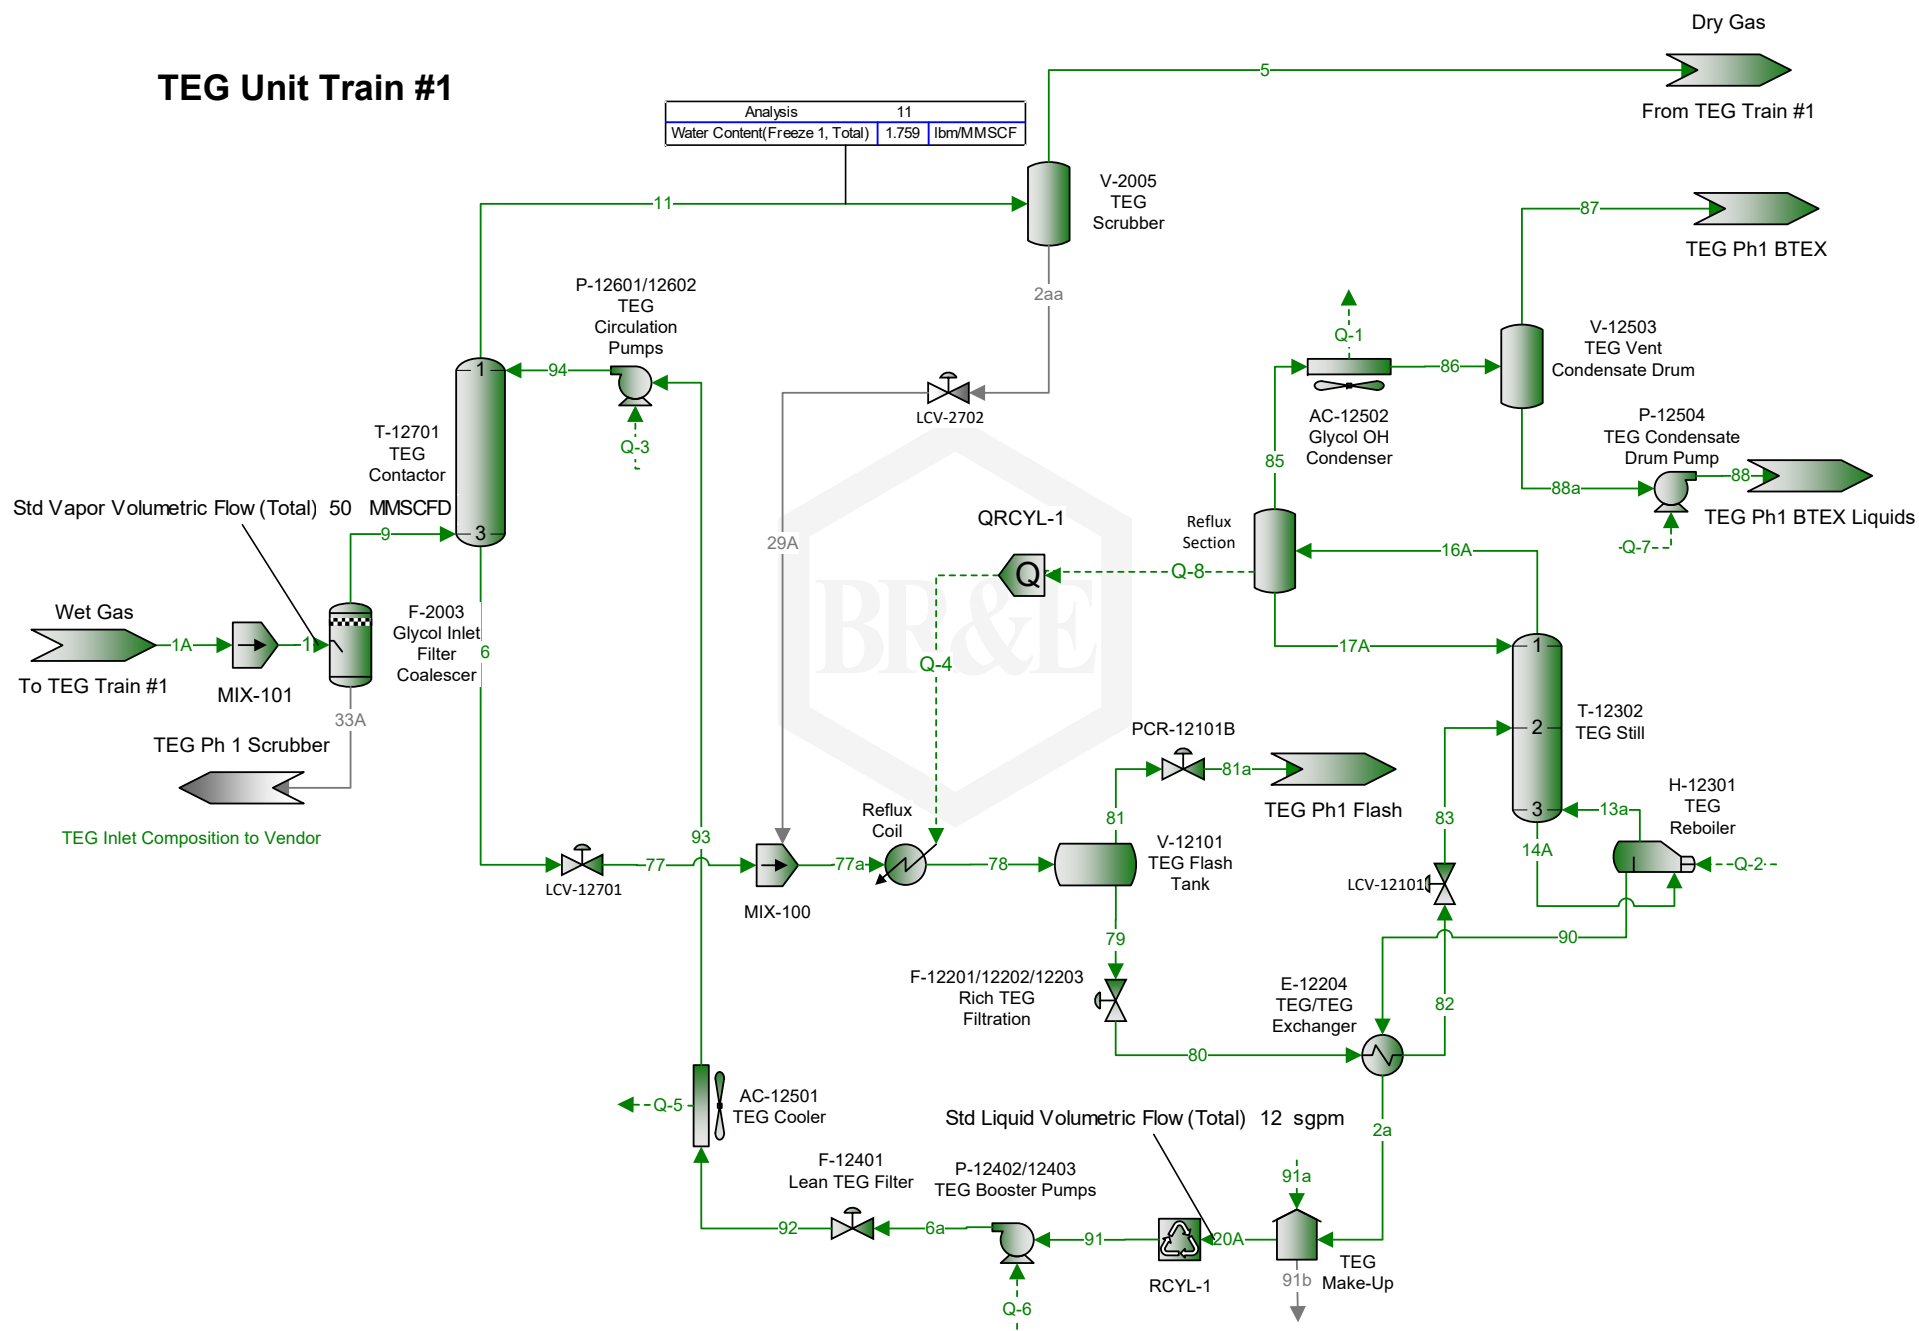 Dry Gas
5
TEG Unit Train #1
From TEG Train #1
Analysis 11
Water Content(Freeze 1, Total) 1.759 lbm/MMSCF
V-2005
TEG
Scrubber
11
87
TEG Ph1 BTEX
2aa
P-12601/12602
TEG
Circulation
Pumps
94
1
3
Q-3
LCV-2702
Q-1
86
V-12503
TEG Vent
Condensate Drum
AC-12502
Glycol OH
Condenser
P-12504
TEG Condensate
Drum Pump
88
88a
TEG Ph1 BTEX Liquids
Q-7
T-12701
TEG
Contactor
Std Vapor Volumetric Flow (Total) 50 MMSCFD
9
85
QRCYL-1
Q
Q-8
Reflux
Section
16A
17A
29A
BR&E
Q-4
Wet Gas
1A
1
To TEG Train #1
MIX-101
F-2003
Glycol Inlet
Filter
Coalescer
6
33A
TEG Ph 1 Scrubber
TEG Inlet Composition to Vendor
1
2
3
T-12302
TEG Still
PCR-12101B
81a
TEG Ph1 Flash
81
83
13a
H-12301
TEG
Reboiler
14A
Q-2
93
Reflux
Coil
77
77a
78
LCV-12701
MIX-100
V-12101
TEG Flash
Tank
LCV-12101
79
90
F-12201/12202/12203
Rich TEG
Filtration
E-12204
TEG/TEG
Exchanger
82
80
Q-5
AC-12501
TEG Cooler
Std Liquid Volumetric Flow (Total) 12 sgpm
2a
F-12401
Lean TEG Filter
P-12402/12403
TEG Booster Pumps
91a
92
6a
91
20A
TEG
Make-Up
RCYL-1
91b
Q-6